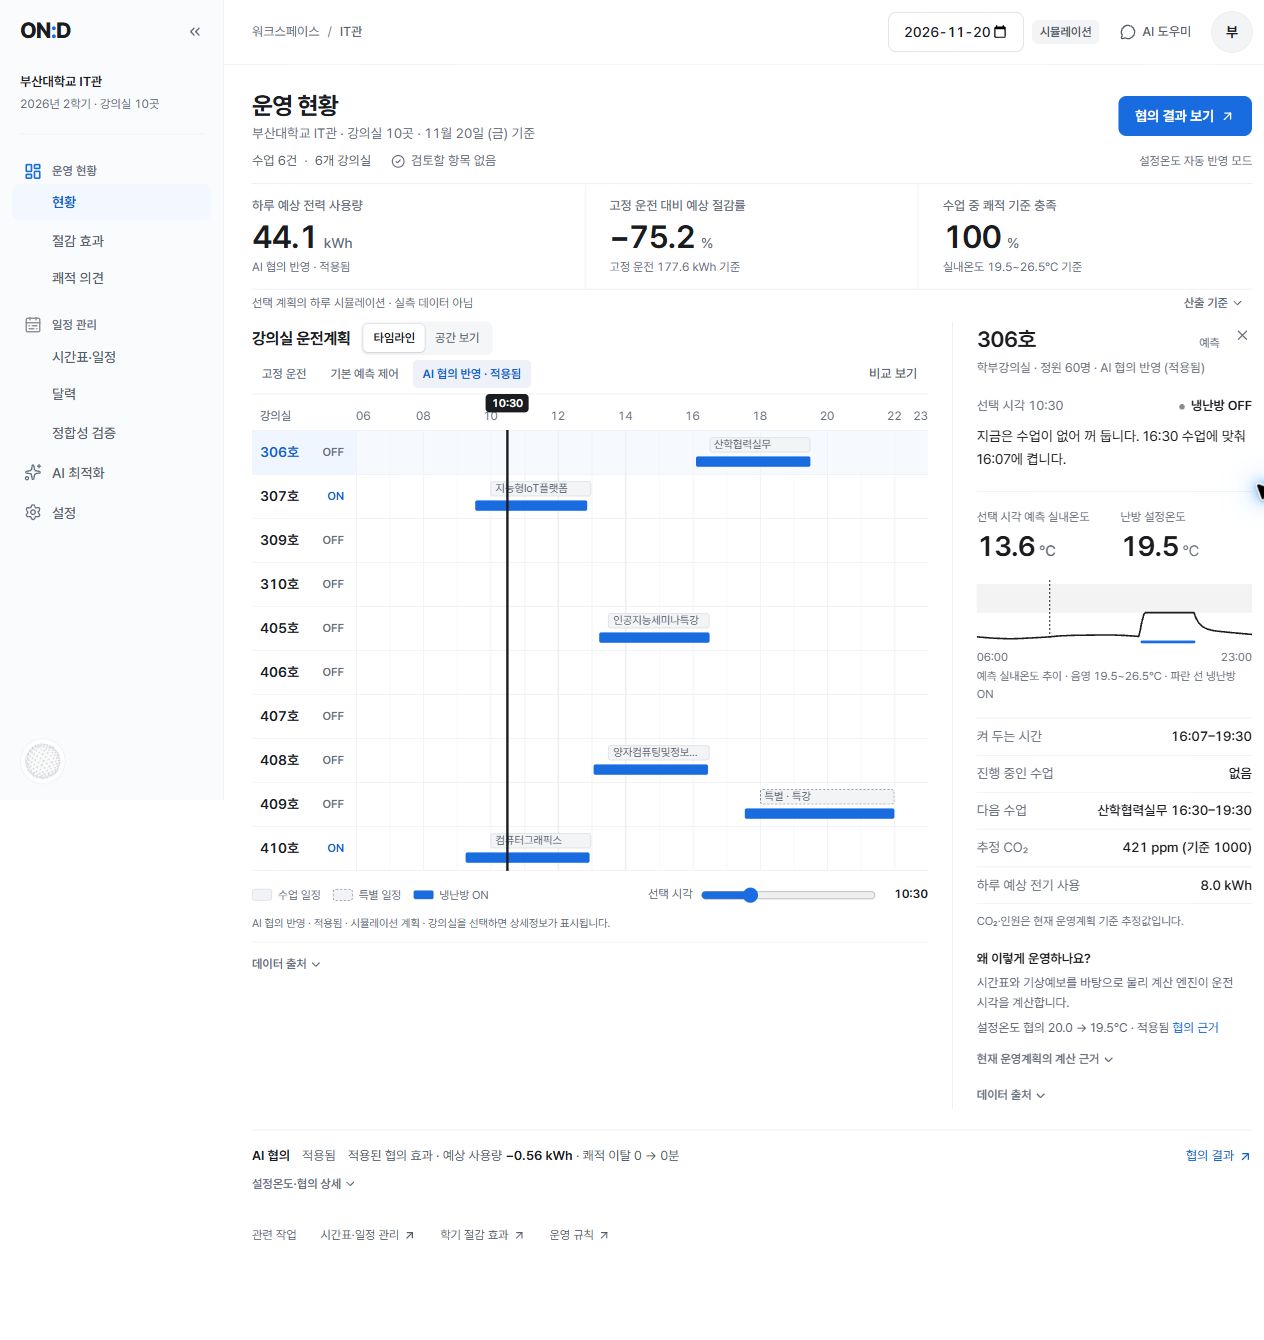 ON:D
부산대학교 IT관
2026년 2학기 · 강의실 10곳
운영 현황
현황
절감 효과
쾌적 의견
일정 관리
시간표·일정
달력
정합성 검증
AI 최적화
설정
워크스페이스 / IT관
2026-11-20
시뮬레이션
AI 도우미
부
운영 현황
부산대학교 IT관 · 강의실 10곳 · 11월 20일 (금) 기준
수업 6건 · 6개 강의실 검토할 항목 없음
협의 결과 보기
설정온도 자동 반영 모드
하루 예상 전력 사용량
44.1 kWh
AI 협의 반영 · 적용됨
고정 운전 대비 예상 절감률
−75.2 %
고정 운전 177.6 kWh 기준
수업 중 쾌적 기준 충족
100 %
실내온도 19.5~26.5°C 기준
선택 계획의 하루 시뮬레이션 · 실측 데이터 아님
산출 기준
강의실 운전계획
타임라인
공간 보기
고정 운전
기본 예측 제어
AI 협의 반영 · 적용됨
비교 보기
10:30
강의실 06 08 10 12 14 16 18 20 22 23
306호 OFF 산학협력실무
307호 ON 지능형IoT플랫폼
309호 OFF
310호 OFF
405호 OFF 인공지능세미나특강
406호 OFF
407호 OFF
408호 OFF 양자컴퓨팅및정보...
409호 OFF 특별 · 특강
410호 ON 컴퓨터그래픽스
수업 일정 특별 일정 냉난방 ON
선택 시각 10:30
AI 협의 반영 · 적용됨 · 시뮬레이션 계획 · 강의실을 선택하면 상세정보가 표시됩니다.
데이터 출처
306호
예측
학부강의실 · 정원 60명 · AI 협의 반영 (적용됨)
선택 시각 10:30 냉난방 OFF
지금은 수업이 없어 꺼 둡니다. 16:30 수업에 맞춰
16:07에 켭니다.
선택 시각 예측 실내온도
13.6 °C
난방 설정온도
19.5 °C
06:00 23:00
예측 실내온도 추이 · 음영 19.5~26.5°C · 파란 선 냉난방
ON
켜 두는 시간 16:07–19:30
진행 중인 수업 없음
다음 수업 산학협력실무 16:30–19:30
추정 CO₂ 421 ppm (기준 1000)
하루 예상 전기 사용 8.0 kWh
CO₂·인원은 현재 운영계획 기준 추정값입니다.
왜 이렇게 운영하나요?
시간표와 기상예보를 바탕으로 물리 계산 엔진이 운전
시각을 계산합니다.
설정온도 협의 20.0 → 19.5°C · 적용됨 협의 근거
현재 운영계획의 계산 근거
데이터 출처
AI 협의 적용됨 적용된 협의 효과 · 예상 사용량 −0.56 kWh · 쾌적 이탈 0 → 0분
협의 결과
설정온도·협의 상세
관련 작업 시간표·일정 관리 학기 절감 효과 운영 규칙